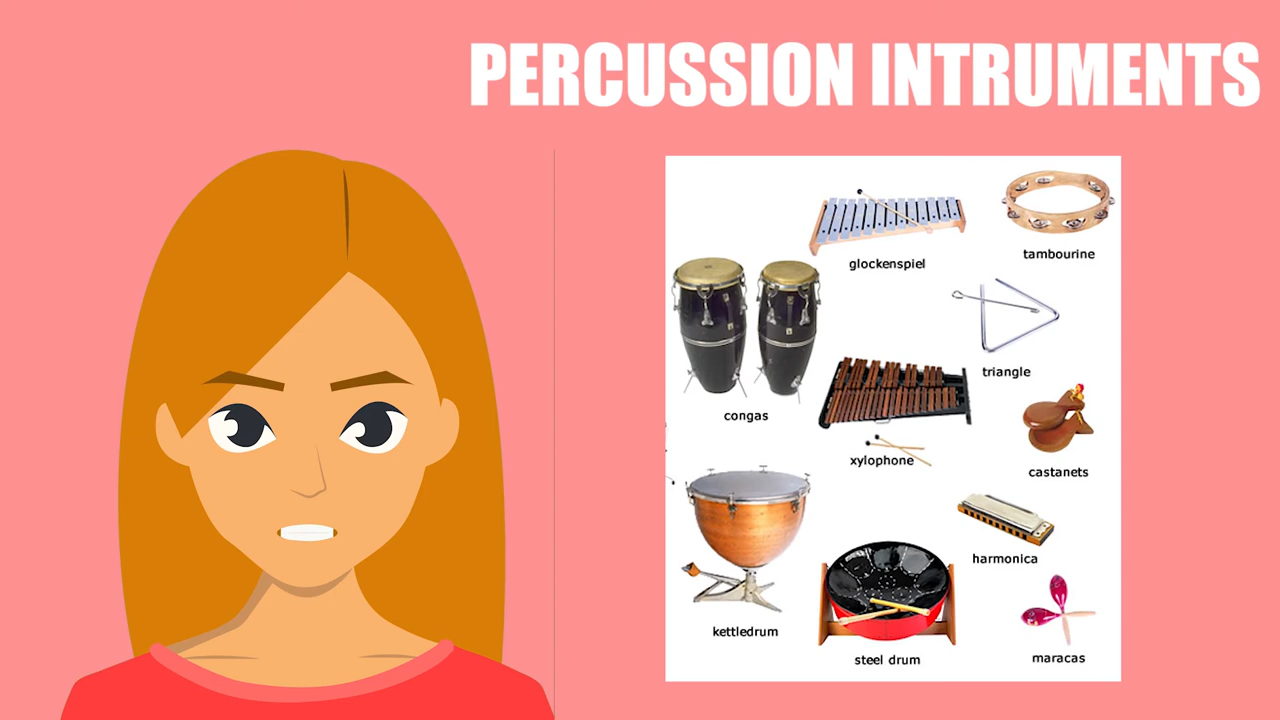 PERCUSSION INTRUMENTS
glockenspiel
tambourine
congas
triangle
xylophone
castanets
harmonica
kettledrum
steel drum
maracas